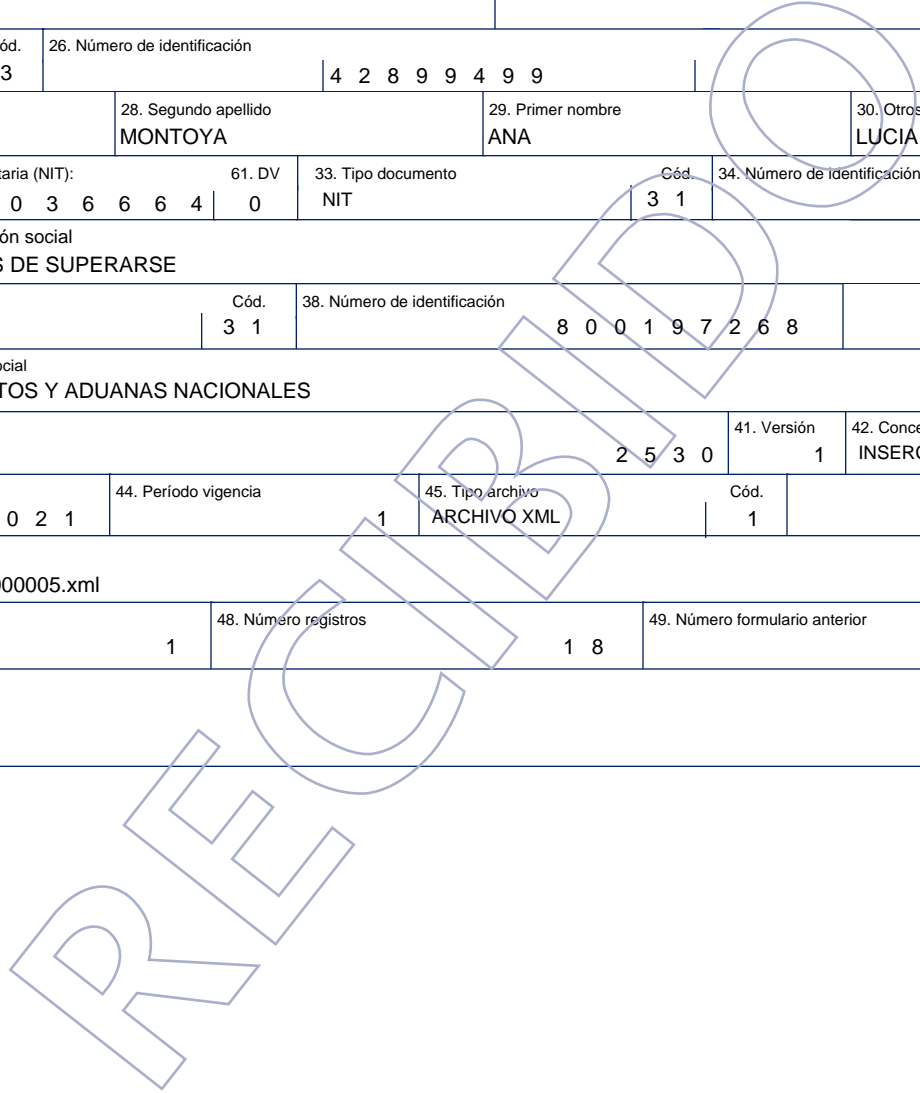 ód. 26. Número de identificación
3 4 2 8 9 9 4 9 9
28. Segundo apellido 29. Primer nombre 30. Otros
MONTOYA ANA LUCIA
taria (NIT): 61. DV 33. Tipo documento Cód. 34. Número de identificación
0 3 6 6 6 4 0 NIT 3 1
ón social
S DE SUPERARSE
Cód. 38. Número de identificación
3 1 8 0 0 1 9 7 2 6 8
ocial
TOS Y ADUANAS NACIONALES
41. Versión 42. Conce
2 5 3 0 1 INSERC
44. Período vigencia 45. Tipo archivo Cód.
0 2 1 1 ARCHIVO XML 1
000005.xml
48. Número registros 49. Número formulario anterior
1 1 8
RECIBIDO